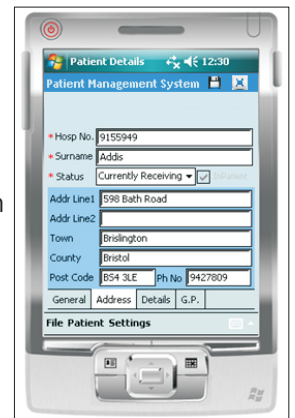 n
Patient Details 12:30
Patient Management System
* Hosp No. 9155949
* Surname Addis
* Status Currently Receiving InPatient
Addr Line1 598 Bath Road
Addr Line2
Town Brislington
County Bristol
Post Code BS4 3LE Ph No 9427809
General Address Details G.P.
File Patient Settings